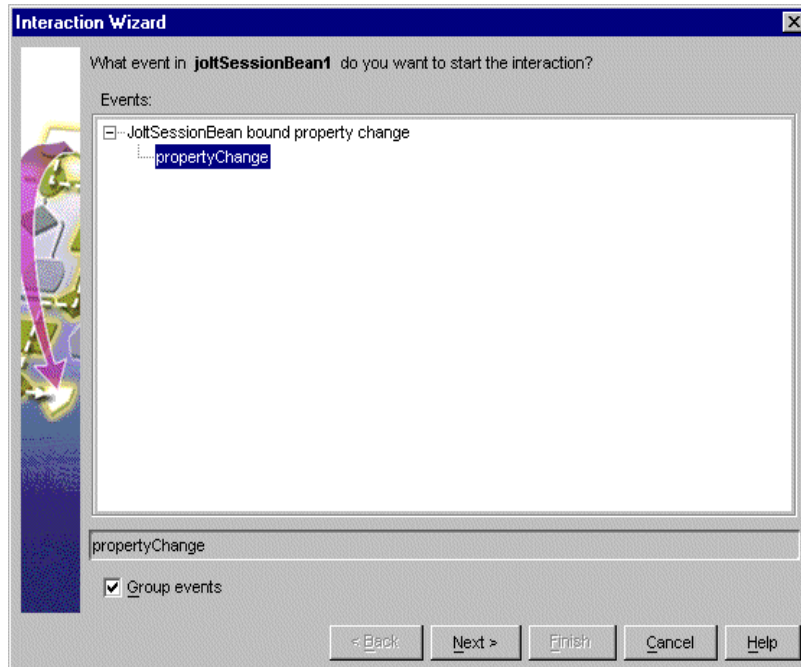 Interaction Wizard
What event in joltSessionBean1 do you want to start the interaction?
Events:
JoltSessionBean bound property change
propertyChange
propertyChange
Group events
< Back Next > Finish Cancel Help